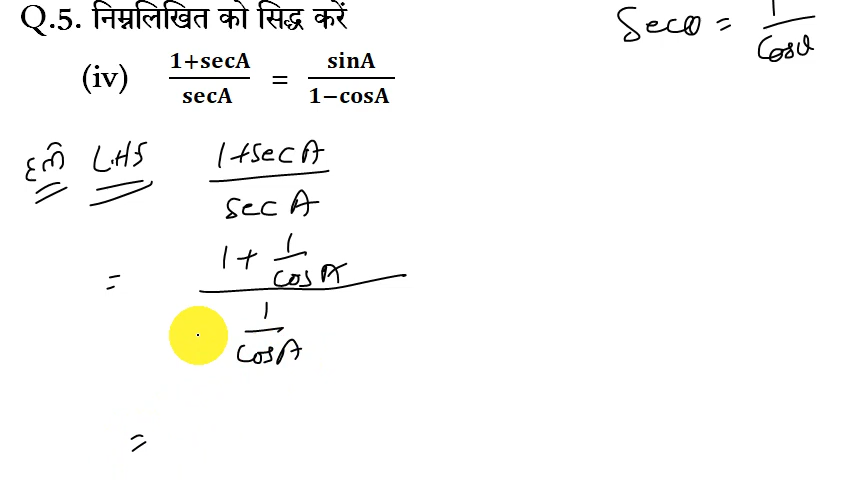 Q.5. निम्नलिखित को सिद्ध करें
secθ = 1/cosθ
(iv) 1+secA/secA = sinA/1−cosA
हल L.H.S 1+secA/secA
= 1+1/cosA / 1/cosA
=